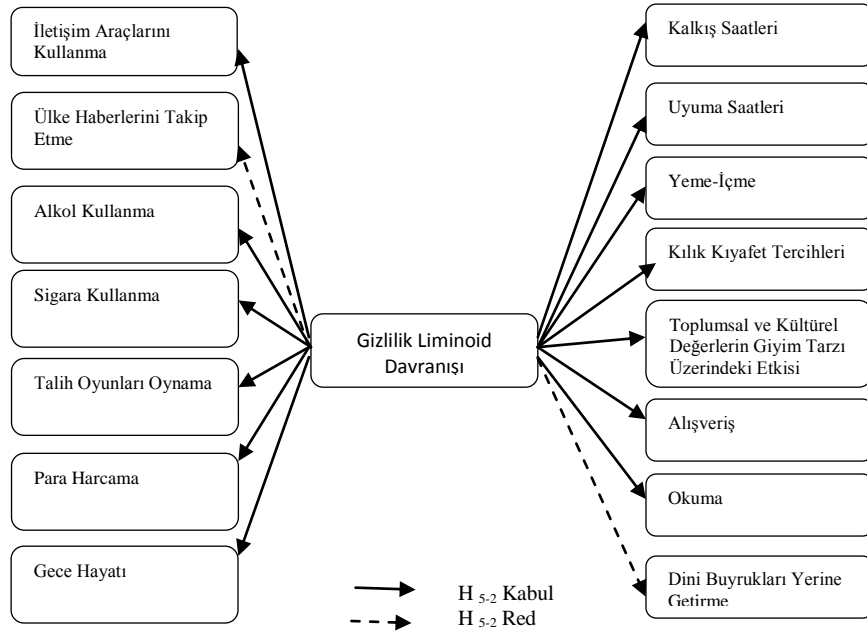 İletişim Araçlarını
Kullanma
Ülke Haberlerini Takip
Etme
Alkol Kullanma
Sigara Kullanma
Talih Oyunları Oynama
Para Harcama
Gece Hayatı
Gizlilik Liminoid
Davranışı
Kalkış Saatleri
Uyuma Saatleri
Yeme-İçme
Kılık Kıyafet Tercihleri
Toplumsal ve Kültürel
Değerlerin Giyim Tarzı
Üzerindeki Etkisi
Alışveriş
Okuma
Dini Buyrukları Yerine
Getirme
H 5-2 Kabul
H 5-2 Red